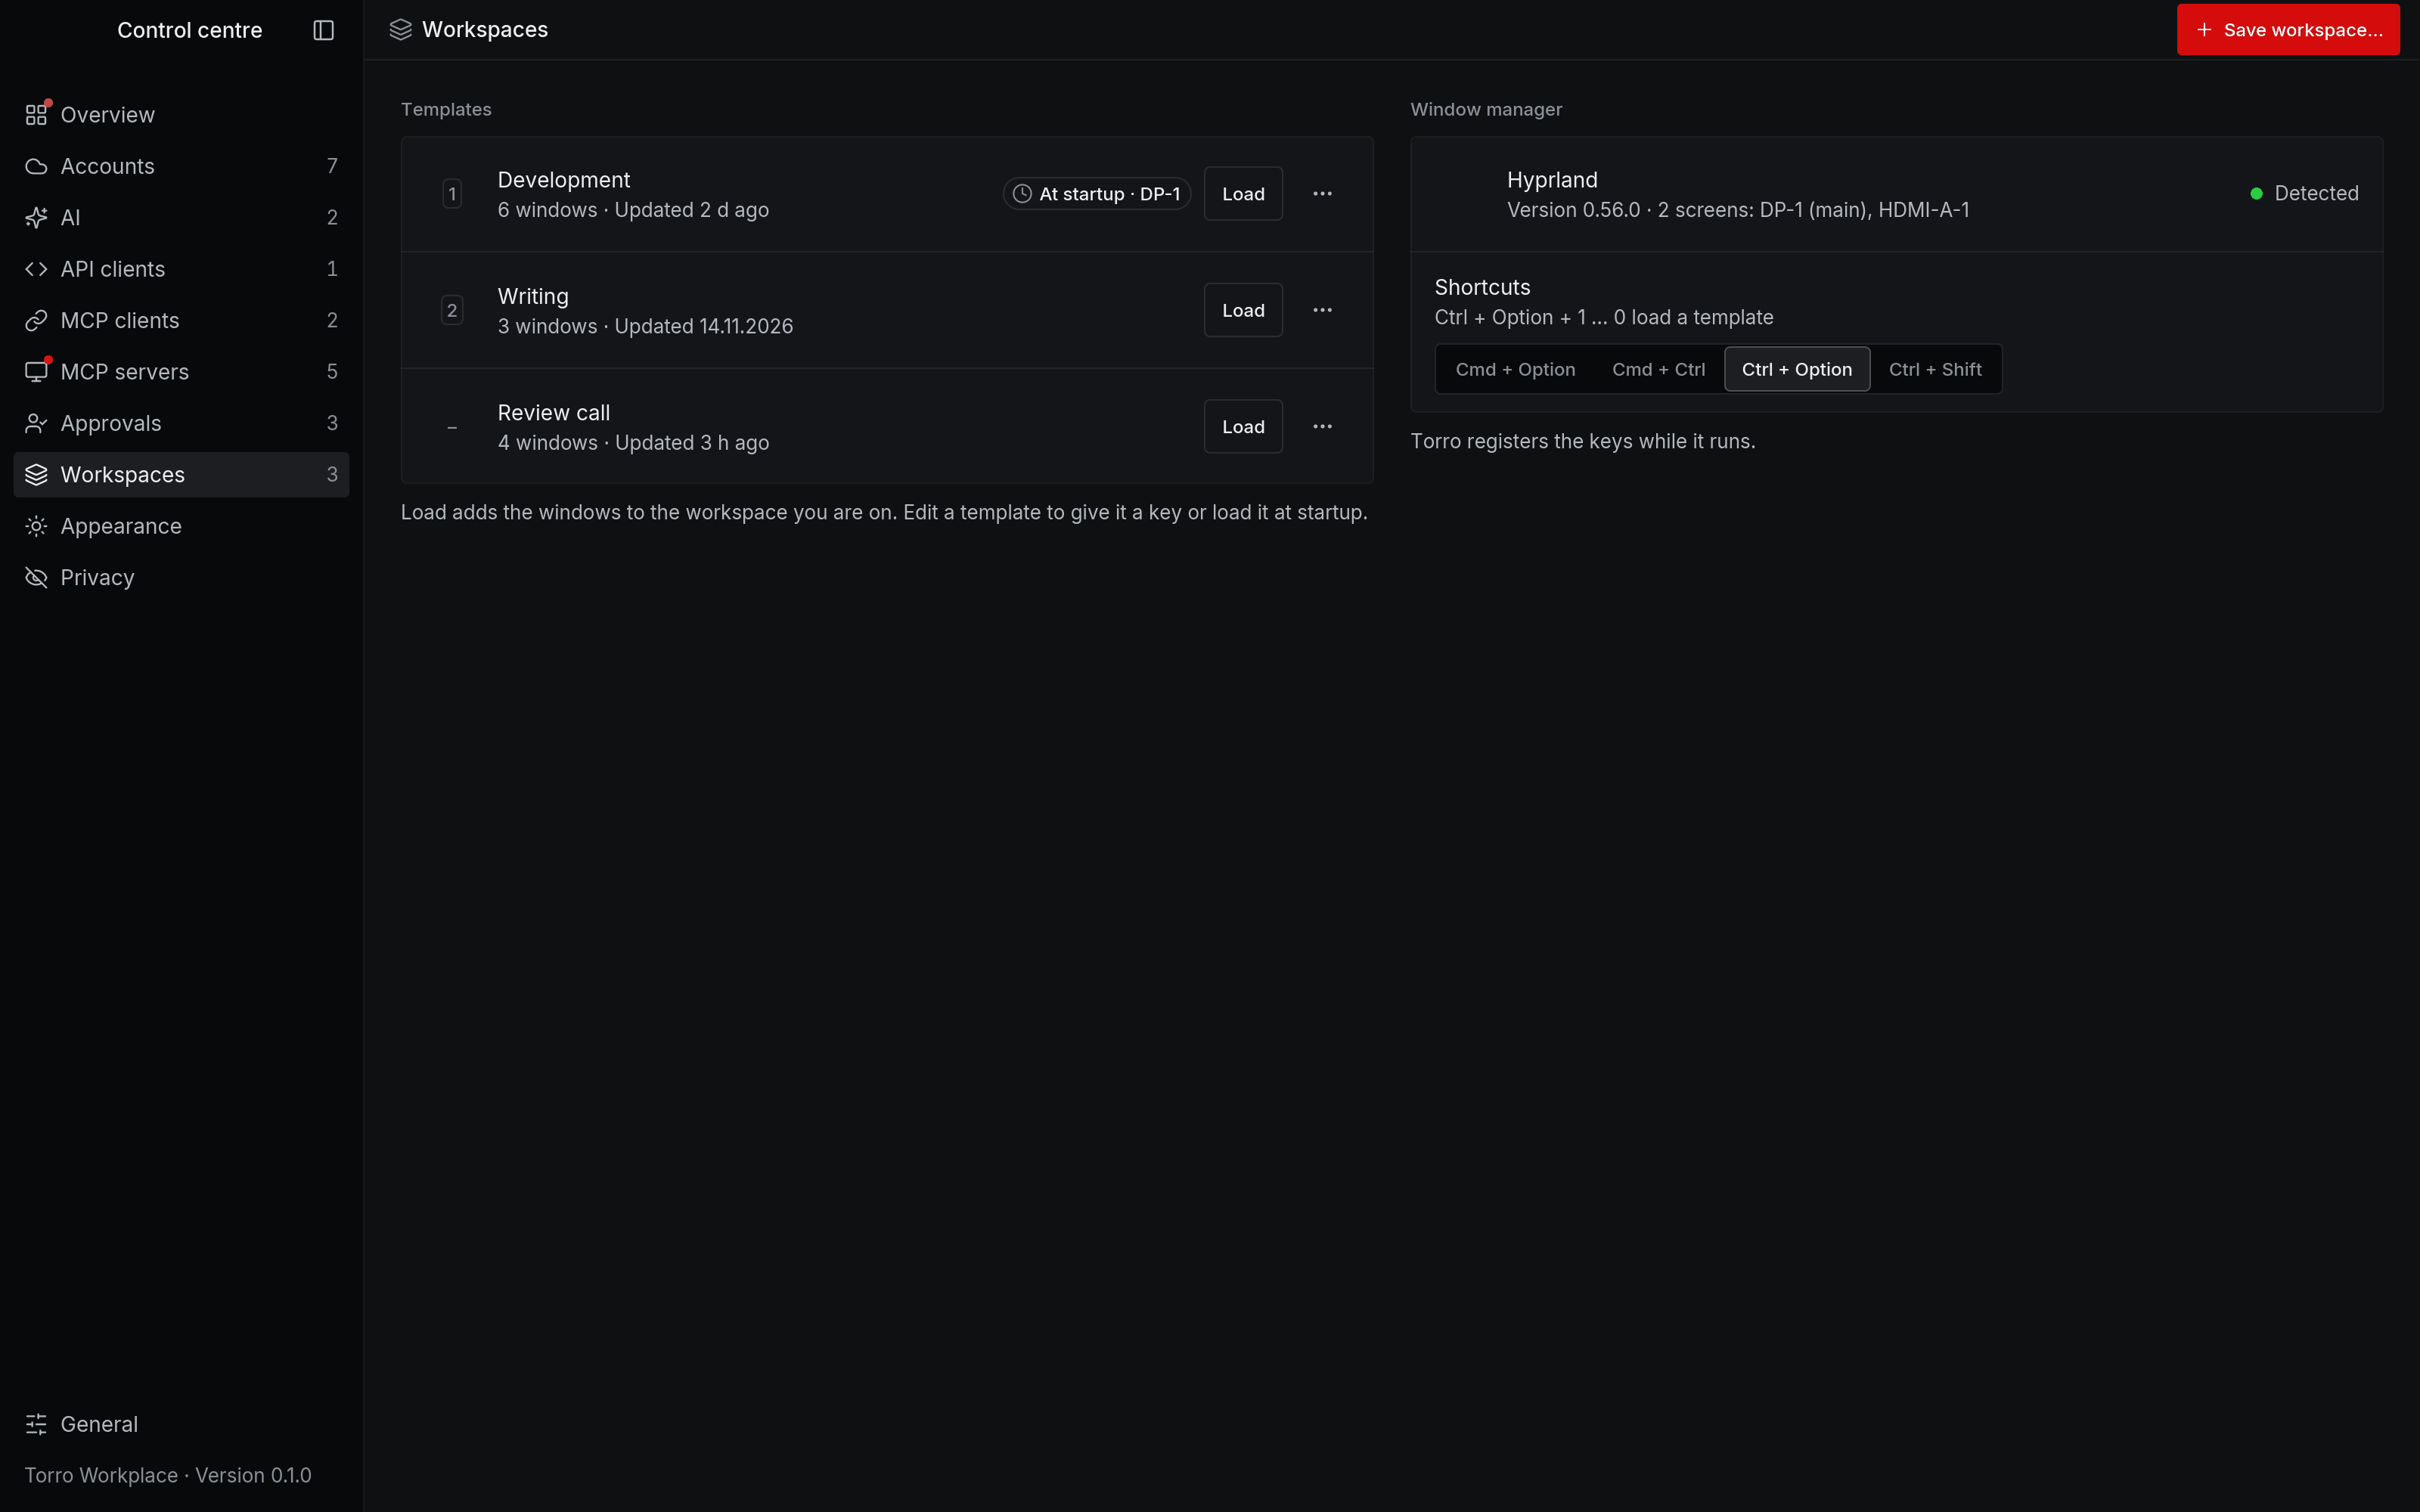 Control centre
Overview
Accounts 7
AI 2
API clients 1
MCP clients 2
MCP servers 5
Approvals 3
Workspaces 3
Appearance
Privacy
General
Torro Workplace · Version 0.1.0
Workspaces
Save workspace...
Templates
1
Development
6 windows · Updated 2 d ago
At startup · DP-1
Load
2
Writing
3 windows · Updated 14.11.2026
Load
–
Review call
4 windows · Updated 3 h ago
Load
Load adds the windows to the workspace you are on. Edit a template to give it a key or load it at startup.
Window manager
Hyprland
Version 0.56.0 · 2 screens: DP-1 (main), HDMI-A-1
Detected
Shortcuts
Ctrl + Option + 1 ... 0 load a template
Cmd + Option Cmd + Ctrl Ctrl + Option Ctrl + Shift
Torro registers the keys while it runs.